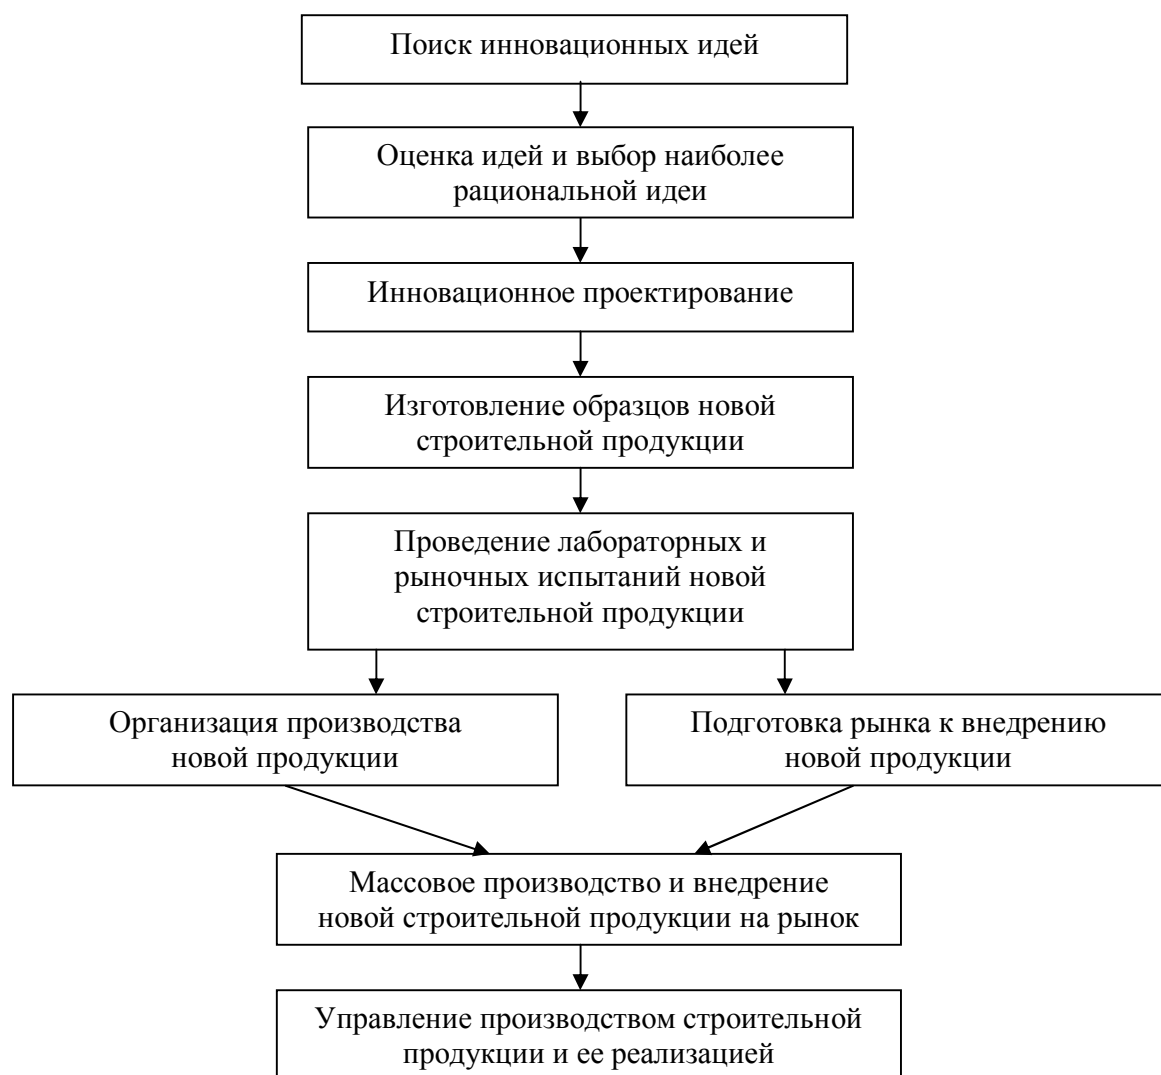 Поиск инновационных идей
Оценка идей и выбор наиболее
рациональной идеи
Инновационное проектирование
Изготовление образцов новой
строительной продукции
Проведение лабораторных и
рыночных испытаний новой
строительной продукции
Организация производства
новой продукции
Подготовка рынка к внедрению
новой продукции
Массовое производство и внедрение
новой строительной продукции на рынок
Управление производством строительной
продукции и ее реализацией